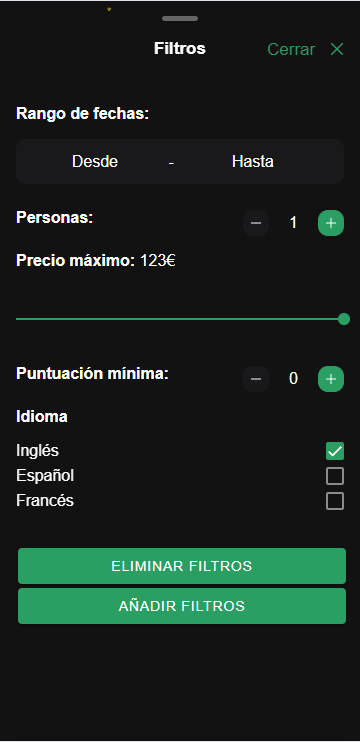 Filtros Cerrar
Rango de fechas:
Desde - Hasta
Personas: 1
Precio máximo: 123€
Puntuación mínima: 0
Idioma
Inglés
Español
Francés
ELIMINAR FILTROS
AÑADIR FILTROS